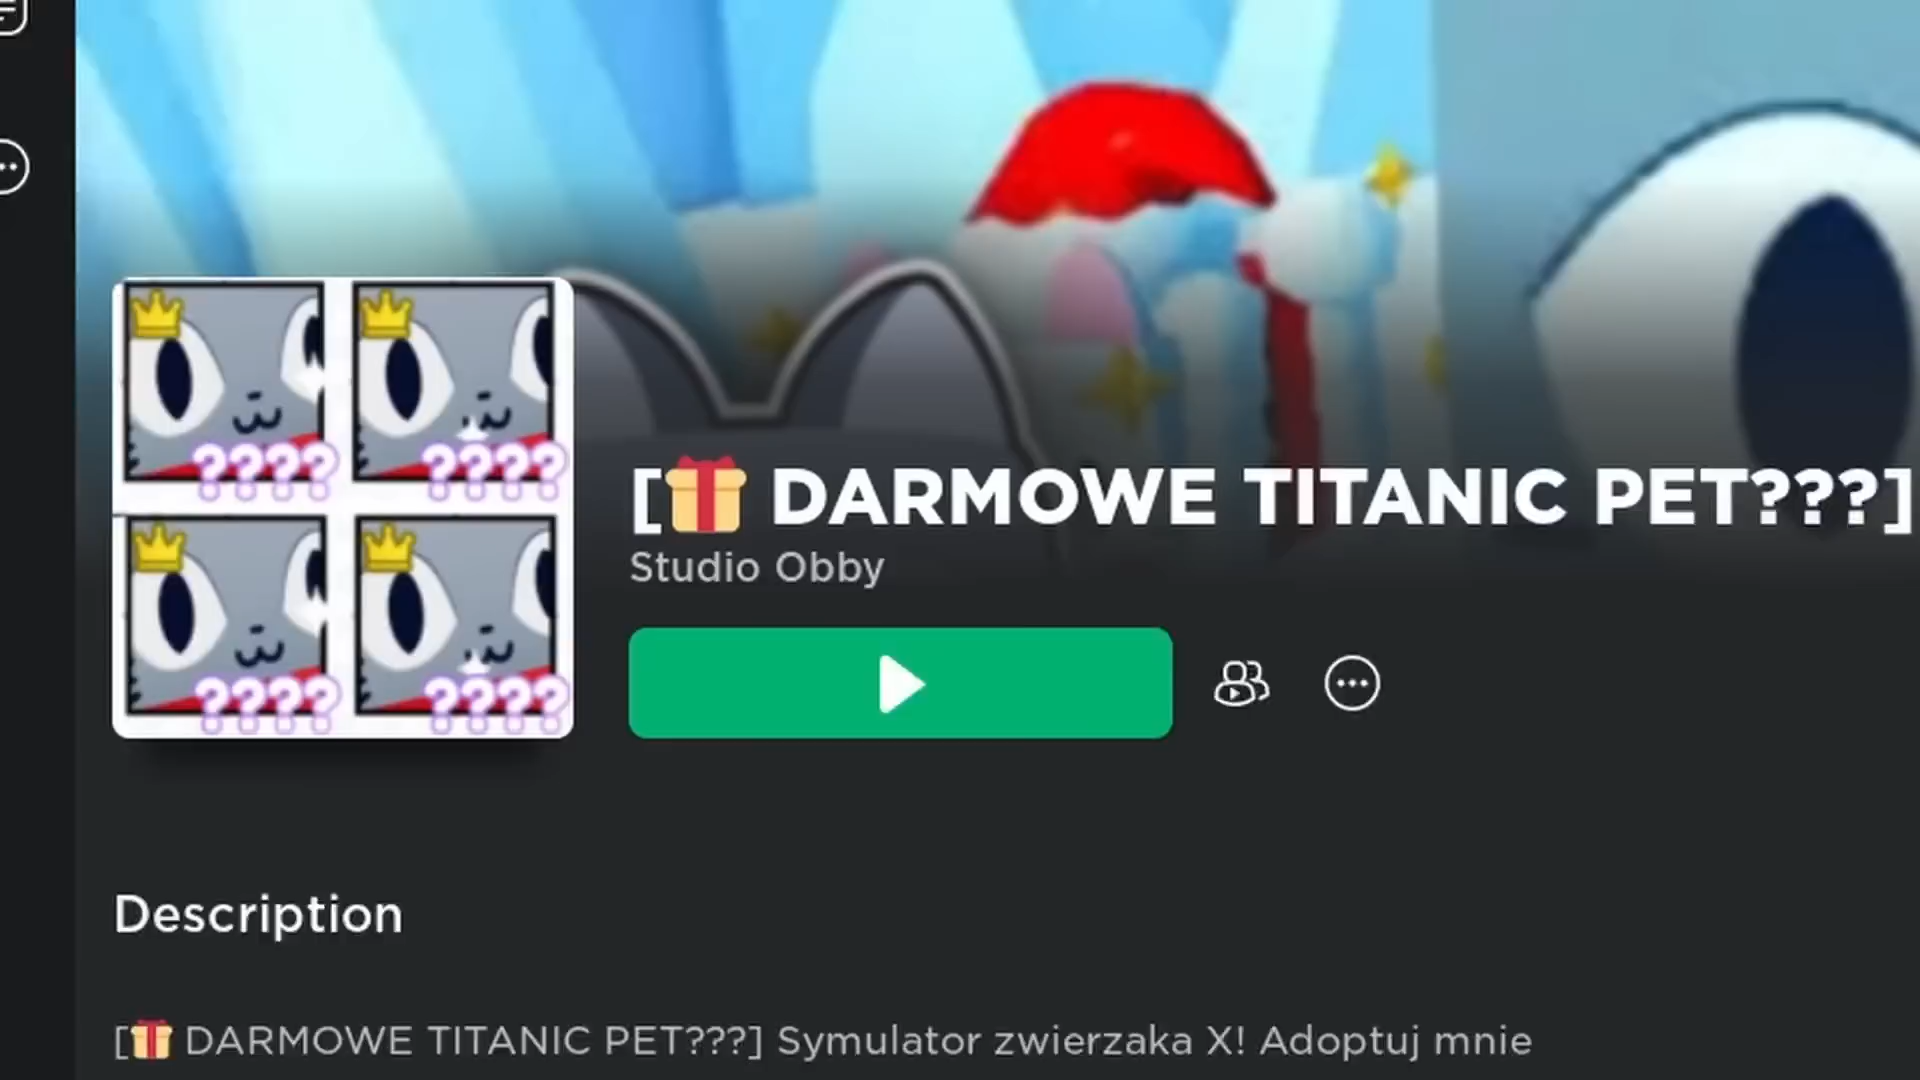 ????
????
????
????
[🎁 DARMOWE TITANIC PET???]
Studio Obby
Description
[🎁 DARMOWE TITANIC PET???] Symulator zwierzaka X! Adoptuj mnie